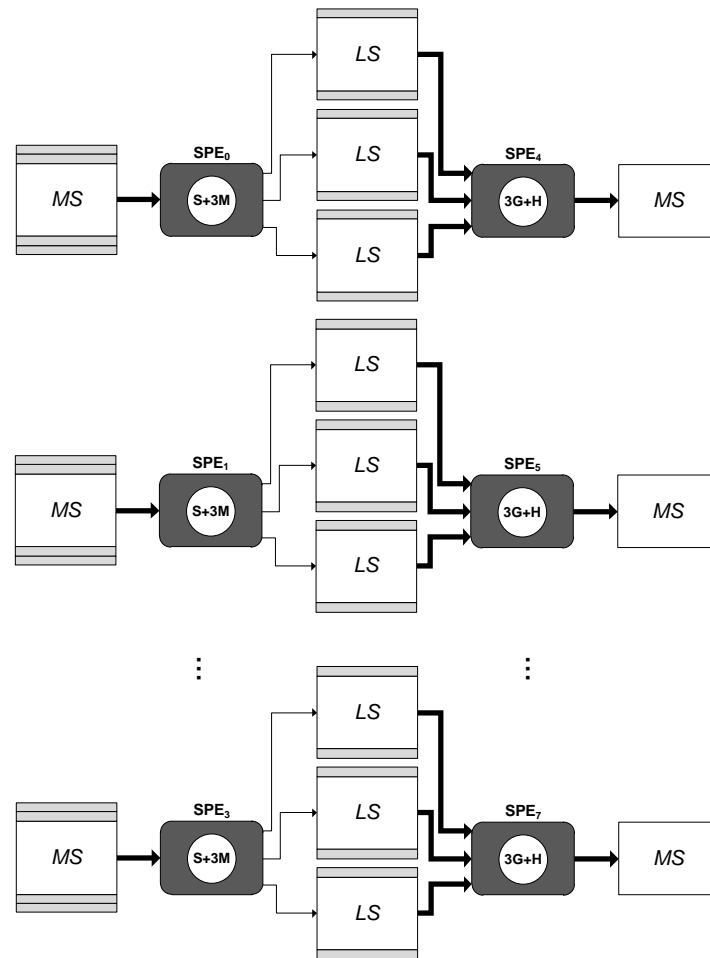 LS
SPE₀
SPE₄
MS
S+3M
LS
3G+H
MS
LS
LS
SPE₁
SPE₅
MS
S+3M
LS
3G+H
MS
LS
⋮
⋮
LS
SPE₃
SPE₇
MS
S+3M
LS
3G+H
MS
LS